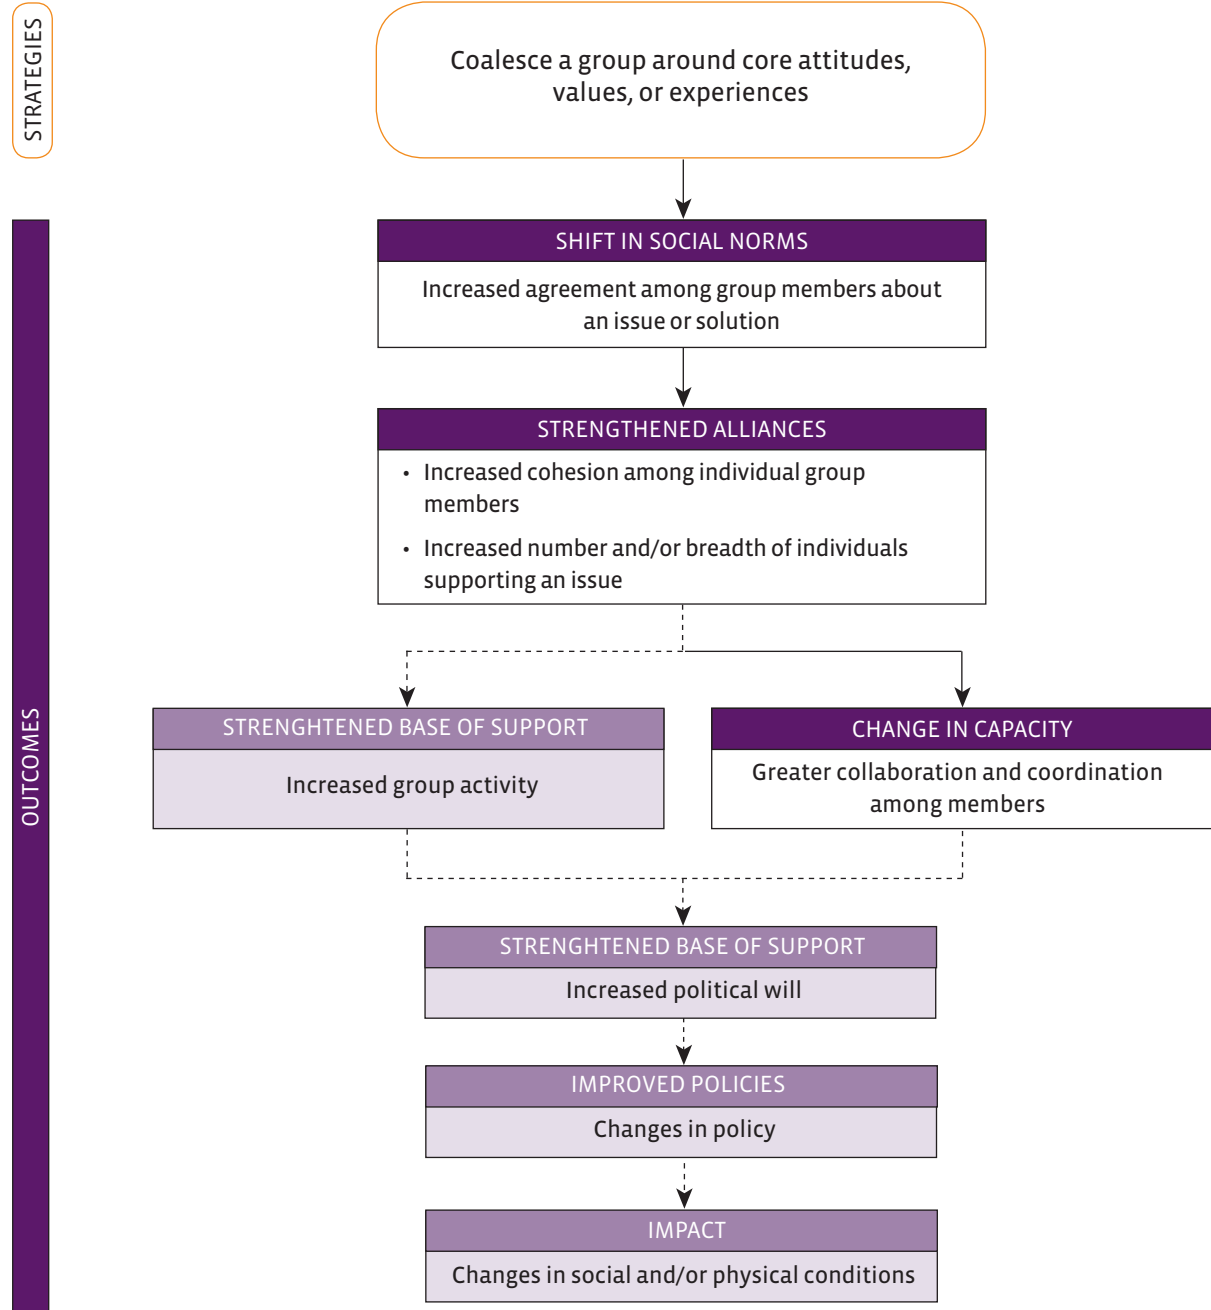 STRATEGIES
Coalesce a group around core attitudes,
values, or experiences
OUTCOMES
SHIFT IN SOCIAL NORMS
Increased agreement among group members about
an issue or solution
STRENGTHENED ALLIANCES
• Increased cohesion among individual group
members
• Increased number and/or breadth of individuals
supporting an issue
STRENGHTENED BASE OF SUPPORT
Increased group activity
CHANGE IN CAPACITY
Greater collaboration and coordination
among members
STRENGHTENED BASE OF SUPPORT
Increased political will
IMPROVED POLICIES
Changes in policy
IMPACT
Changes in social and/or physical conditions